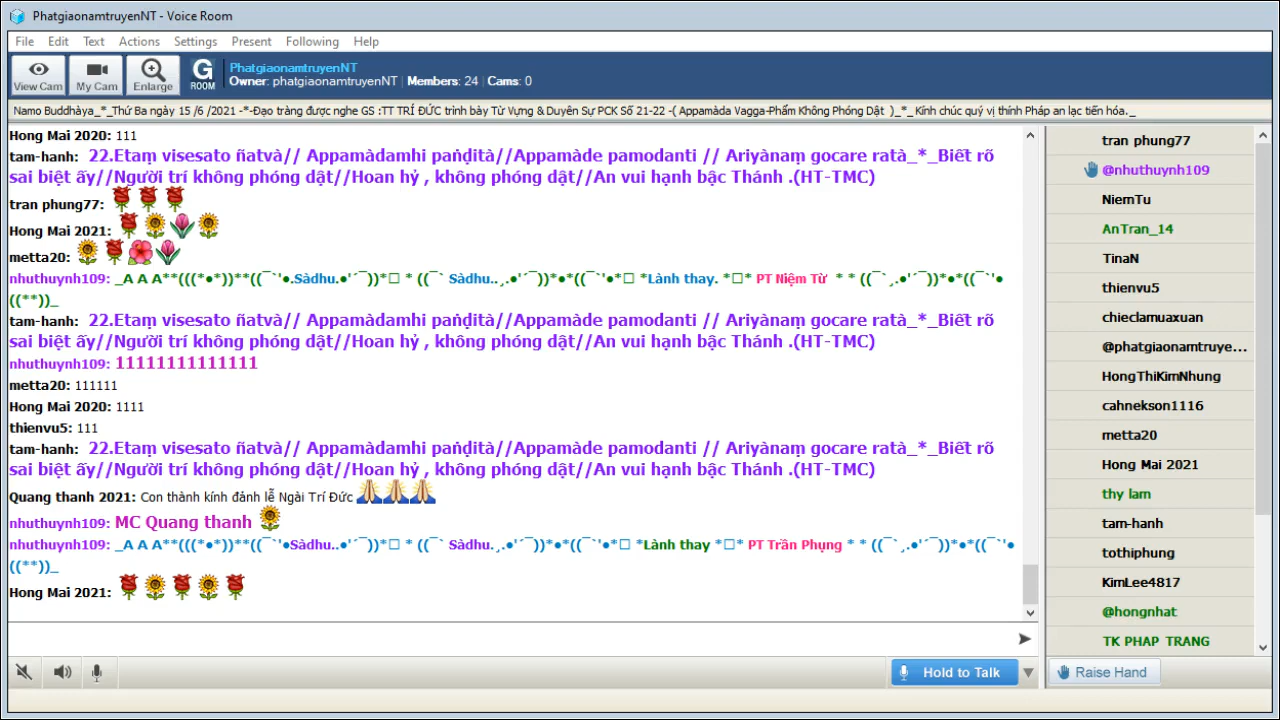 PhatgiaonamtruyenNT - Voice Room
File Edit Text Actions Settings Present Following Help
View Cam My Cam Enlarge G ROOM
PhatgiaonamtruyenNT
Owner: phatgiaonamtruyenNT | Members: 24 | Cams: 0
Namo Buddhàya_*_Thứ Ba ngày 15 /6 /2021 -*-Đạo tràng được nghe GS :TT TRÍ ĐỨC trình bày Từ Vựng & Duyên Sự PCK Số 21-22 -( Appamàda Vagga-Phẩm Không Phóng Dật )_*_ Kính chúc quý vị thính Pháp an lạc tiến hóa._
Hong Mai 2020: 111
tam-hanh: 22.Etaṃ visesato ñatvà// Appamàdamhi paṅḍità//Appamàde pamodanti // Ariyànaṃ gocare ratà_*_Biết rõ
sai biệt ấy//Người trí không phóng dật//Hoan hỷ , không phóng dật//An vui hạnh bậc Thánh .(HT-TMC)
tran phung77: 🌹🌹🌹
Hong Mai 2021: 🌹🌻🌷🌻
metta20: 🌻🌹🌺🌷
nhuthuynh109: _A A A**(((*•*))**((¯`'•.Sàdhu.•'´¯))*□ * ((¯` Sàdhu..¸.•'´¯))*•*((¯`'•*□ *Lành thay. *□* PT Niệm Từ * * ((¯`¸.•'´¯))*•*((¯`'•
((**))_
tam-hanh: 22.Etaṃ visesato ñatvà// Appamàdamhi paṅḍità//Appamàde pamodanti // Ariyànaṃ gocare ratà_*_Biết rõ
sai biệt ấy//Người trí không phóng dật//Hoan hỷ , không phóng dật//An vui hạnh bậc Thánh .(HT-TMC)
nhuthuynh109: 11111111111111
metta20: 111111
Hong Mai 2020: 1111
thienvu5: 111
tam-hanh: 22.Etaṃ visesato ñatvà// Appamàdamhi paṅḍità//Appamàde pamodanti // Ariyànaṃ gocare ratà_*_Biết rõ
sai biệt ấy//Người trí không phóng dật//Hoan hỷ , không phóng dật//An vui hạnh bậc Thánh .(HT-TMC)
Quang thanh 2021: Con thành kính đảnh lễ Ngài Trí Đức 🙏🙏🙏
nhuthuynh109: MC Quang thanh 🌻
nhuthuynh109: _A A A**(((*•*))**((¯`'•Sàdhu..•'´¯))*□ * ((¯` Sàdhu.¸.•'´¯))*•*((¯`'•*□ *Lành thay *□* PT Trần Phụng * * ((¯`¸.•'´¯))*•*((¯`'•
((**))_
Hong Mai 2021: 🌹🌻🌹🌻🌹
Hold to Talk
tran phung77
@nhuthuynh109
NiemTu
AnTran_14
TinaN
thienvu5
chieclamuaxuan
@phatgiaonamtruye...
HongThiKimNhung
cahnekson1116
metta20
Hong Mai 2021
thy lam
tam-hanh
tothiphung
KimLee4817
@hongnhat
TK PHAP TRANG
Raise Hand